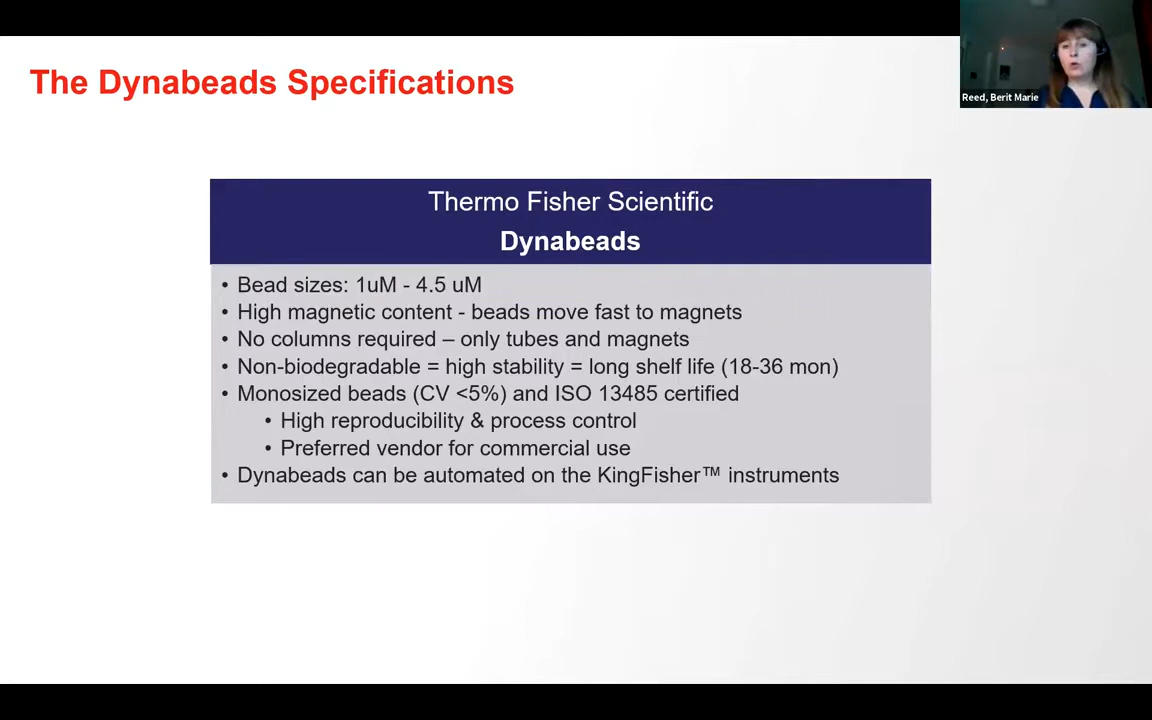 The Dynabeads Specifications
Reed, Berit Marie
Thermo Fisher Scientific
Dynabeads
• Bead sizes: 1uM - 4.5 uM
• High magnetic content - beads move fast to magnets
• No columns required – only tubes and magnets
• Non-biodegradable = high stability = long shelf life (18-36 mon)
• Monosized beads (CV <5%) and ISO 13485 certified
• High reproducibility & process control
• Preferred vendor for commercial use
• Dynabeads can be automated on the KingFisher™ instruments